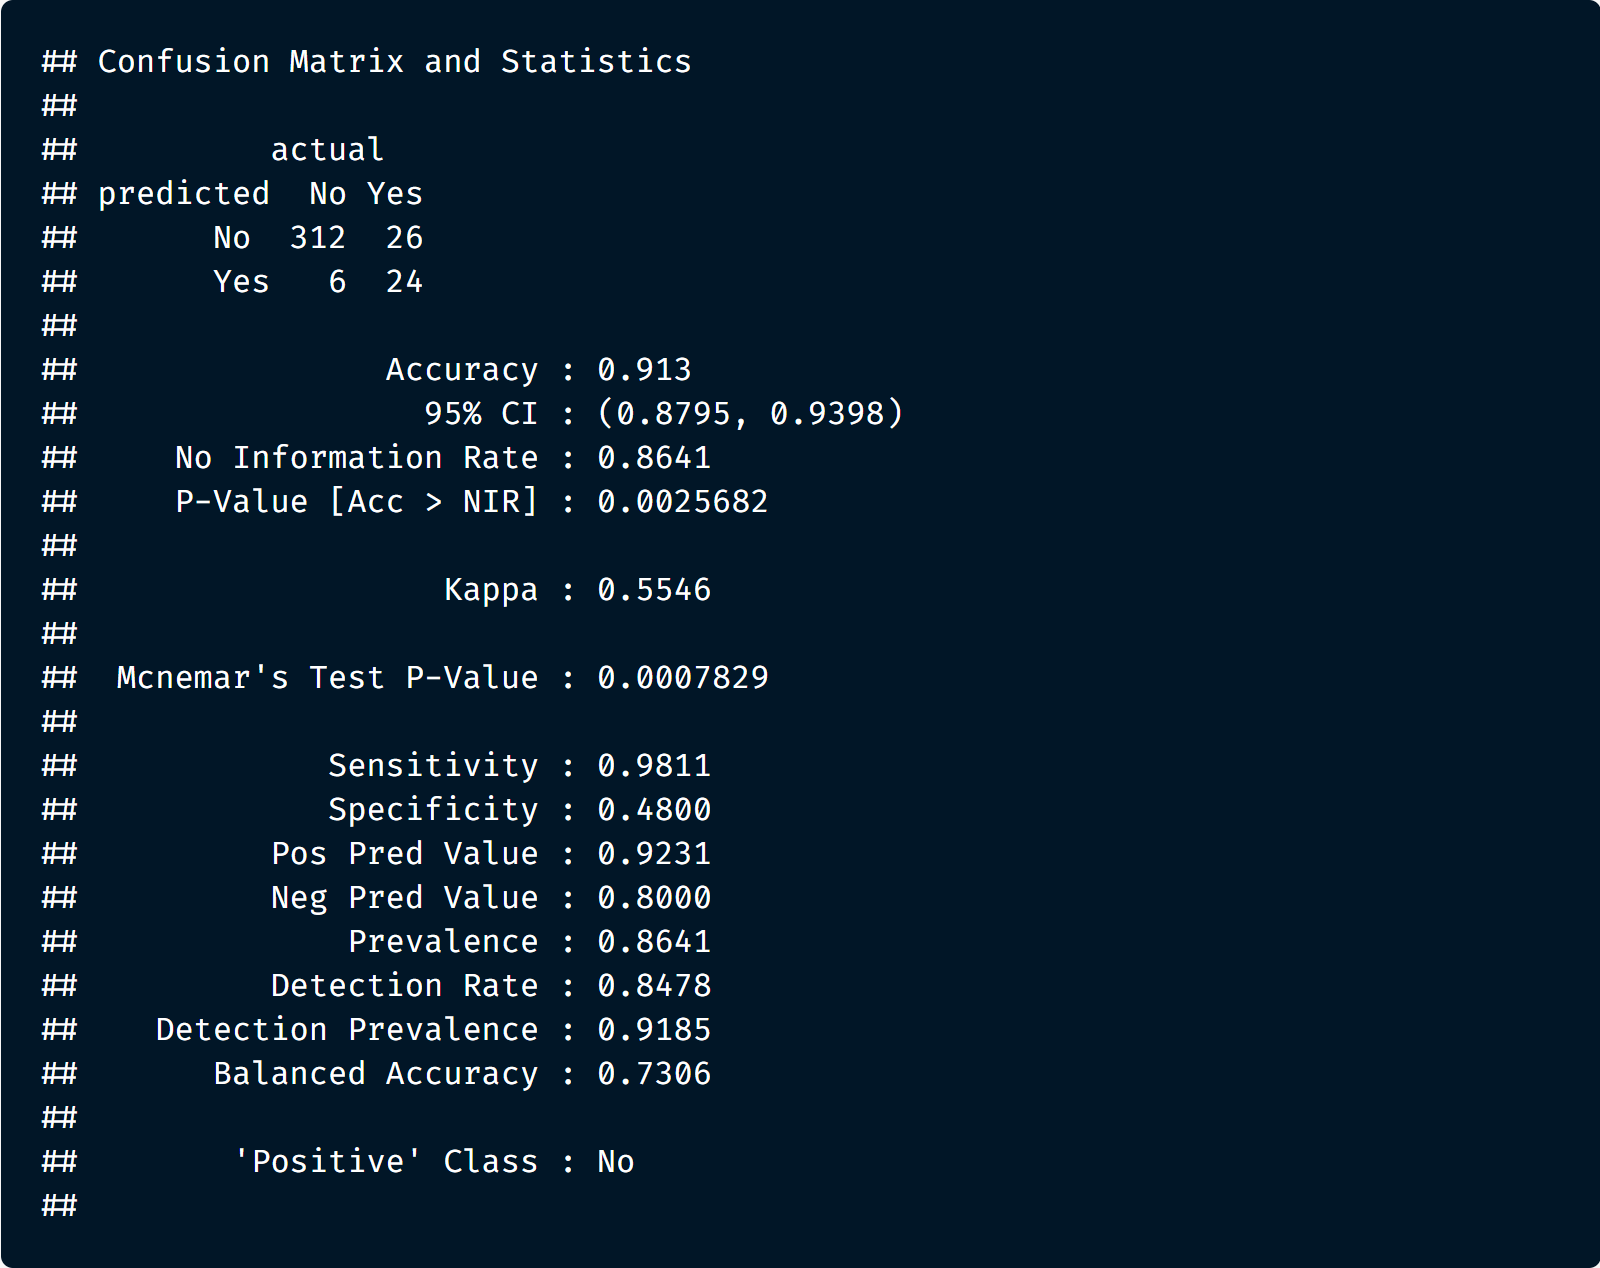 ## Confusion Matrix and Statistics
##
##           actual
## predicted  No Yes
##       No  312  26
##       Yes   6  24
##
##                Accuracy : 0.913
##                  95% CI : (0.8795, 0.9398)
##     No Information Rate : 0.8641
##     P-Value [Acc > NIR] : 0.0025682
##
##                   Kappa : 0.5546
##
##  Mcnemar's Test P-Value : 0.0007829
##
##             Sensitivity : 0.9811
##             Specificity : 0.4800
##          Pos Pred Value : 0.9231
##          Neg Pred Value : 0.8000
##              Prevalence : 0.8641
##          Detection Rate : 0.8478
##    Detection Prevalence : 0.9185
##       Balanced Accuracy : 0.7306
##
##        'Positive' Class : No
##